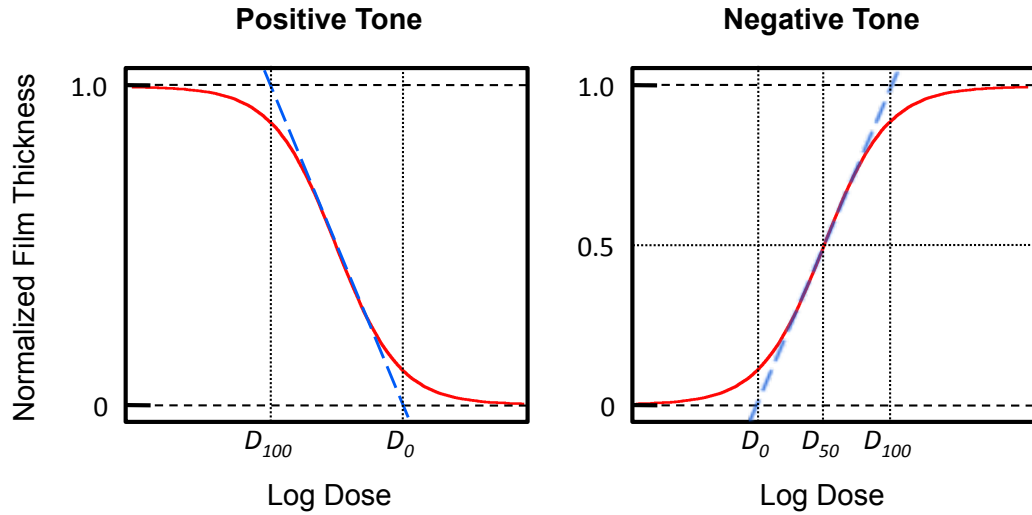 Positive Tone
Negative Tone
Normalized Film Thickness
1.0
0
D100
D0
Log Dose
1.0
0.5
0
D0
D50
D100
Log Dose